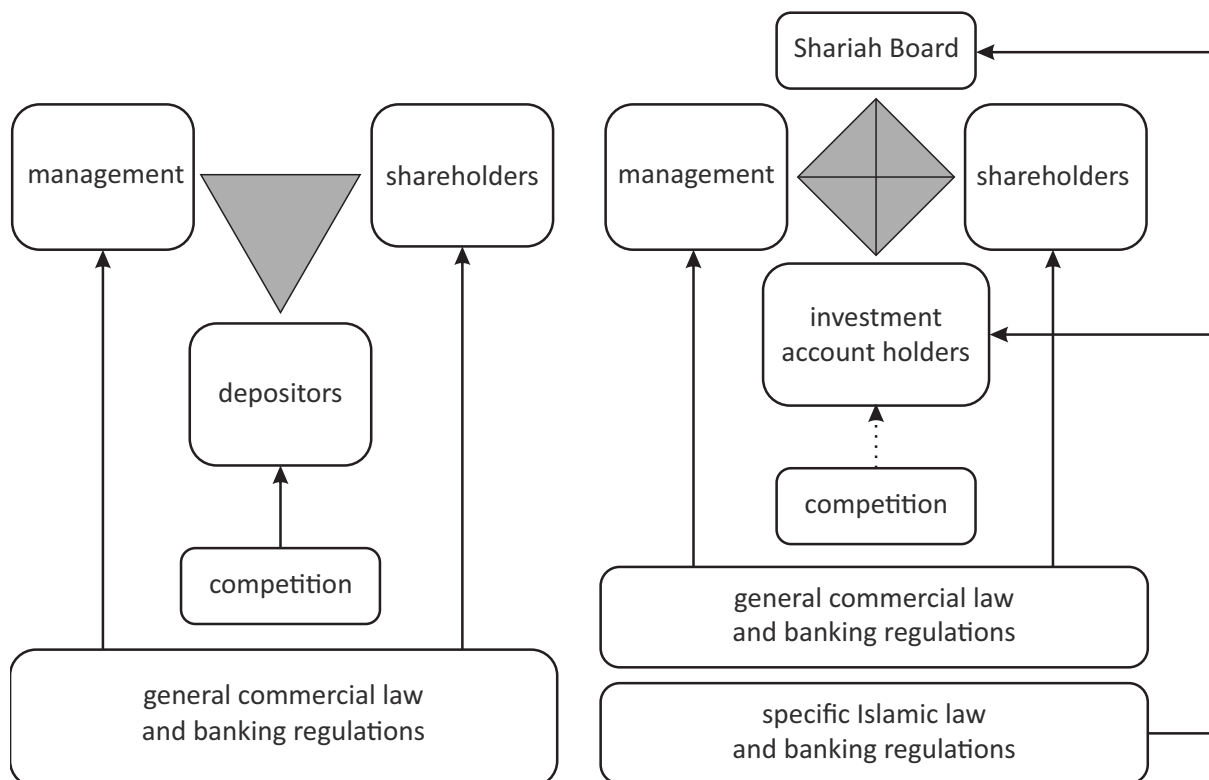 management
shareholders
depositors
competition
general commercial law
and banking regulations
Shariah Board
management
shareholders
investment
account holders
competition
general commercial law
and banking regulations
specific Islamic law
and banking regulations